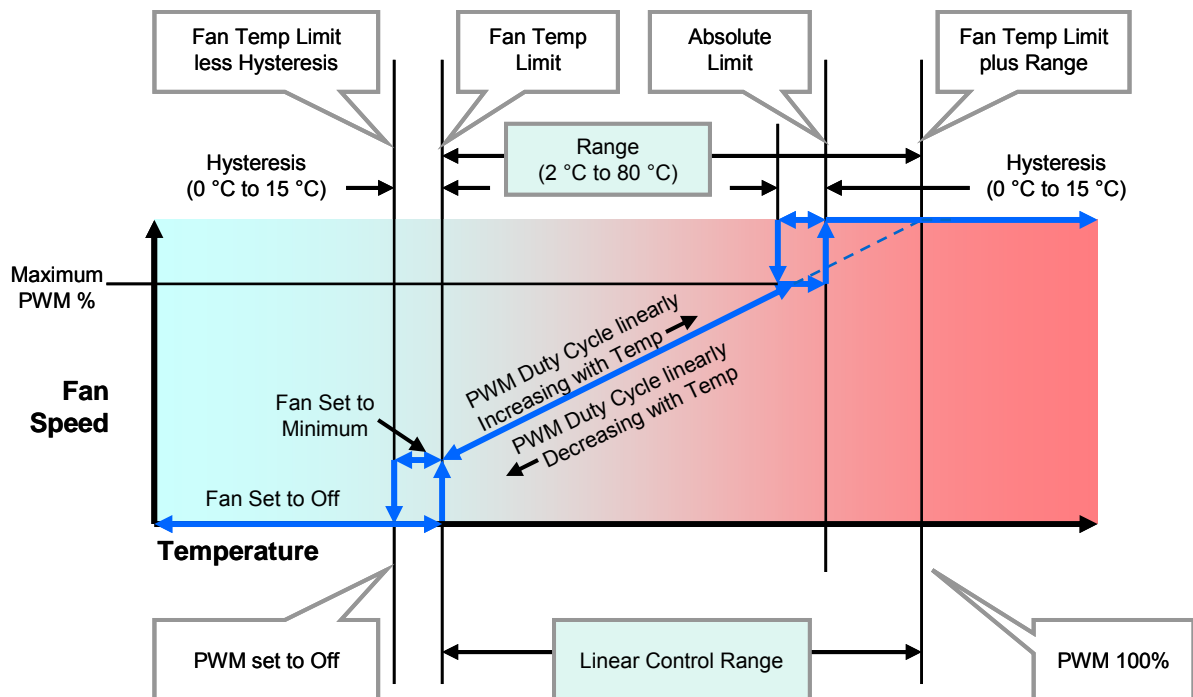 Fan Temp Limit
less Hysteresis
Fan Temp
Limit
Absolute
Limit
Fan Temp Limit
plus Range
Hysteresis
(0 °C to 15 °C)
Range
(2 °C to 80 °C)
Hysteresis
(0 °C to 15 °C)
Maximum
PWM %
PWM Duty Cycle linearly
Increasing with Temp
PWM Duty Cycle linearly
Decreasing with Temp
Fan
Speed
Fan Set to
Minimum
Fan Set to Off
Temperature
PWM set to Off
Linear Control Range
PWM 100%